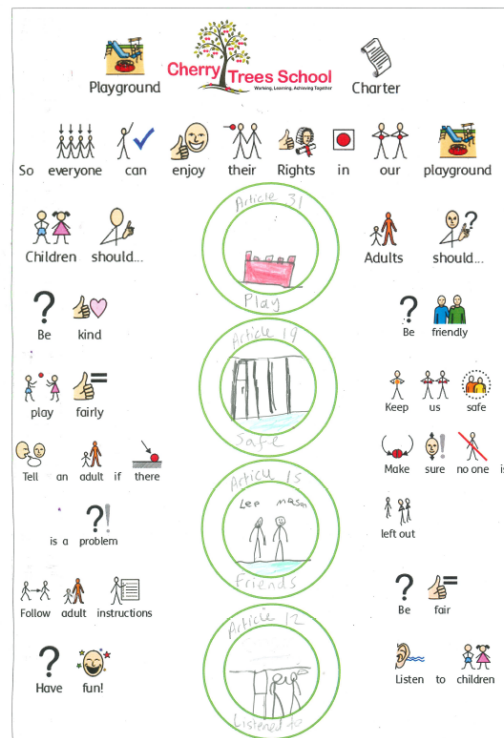 Cherry Trees School
Working, Learning, Achieving Together
Playground
Charter
So everyone can enjoy their Rights in our playground
Children should...
Be kind
play fairly
Tell an adult if there
is a problem
Follow adult instructions
Have fun!
Article 31
Play
Article 19
Safe
Article 15
Leo
Friends
Article 12
Listened to
Adults should...
Be friendly
Keep us safe
Make sure no one is
left out
Be fair
Listen to children